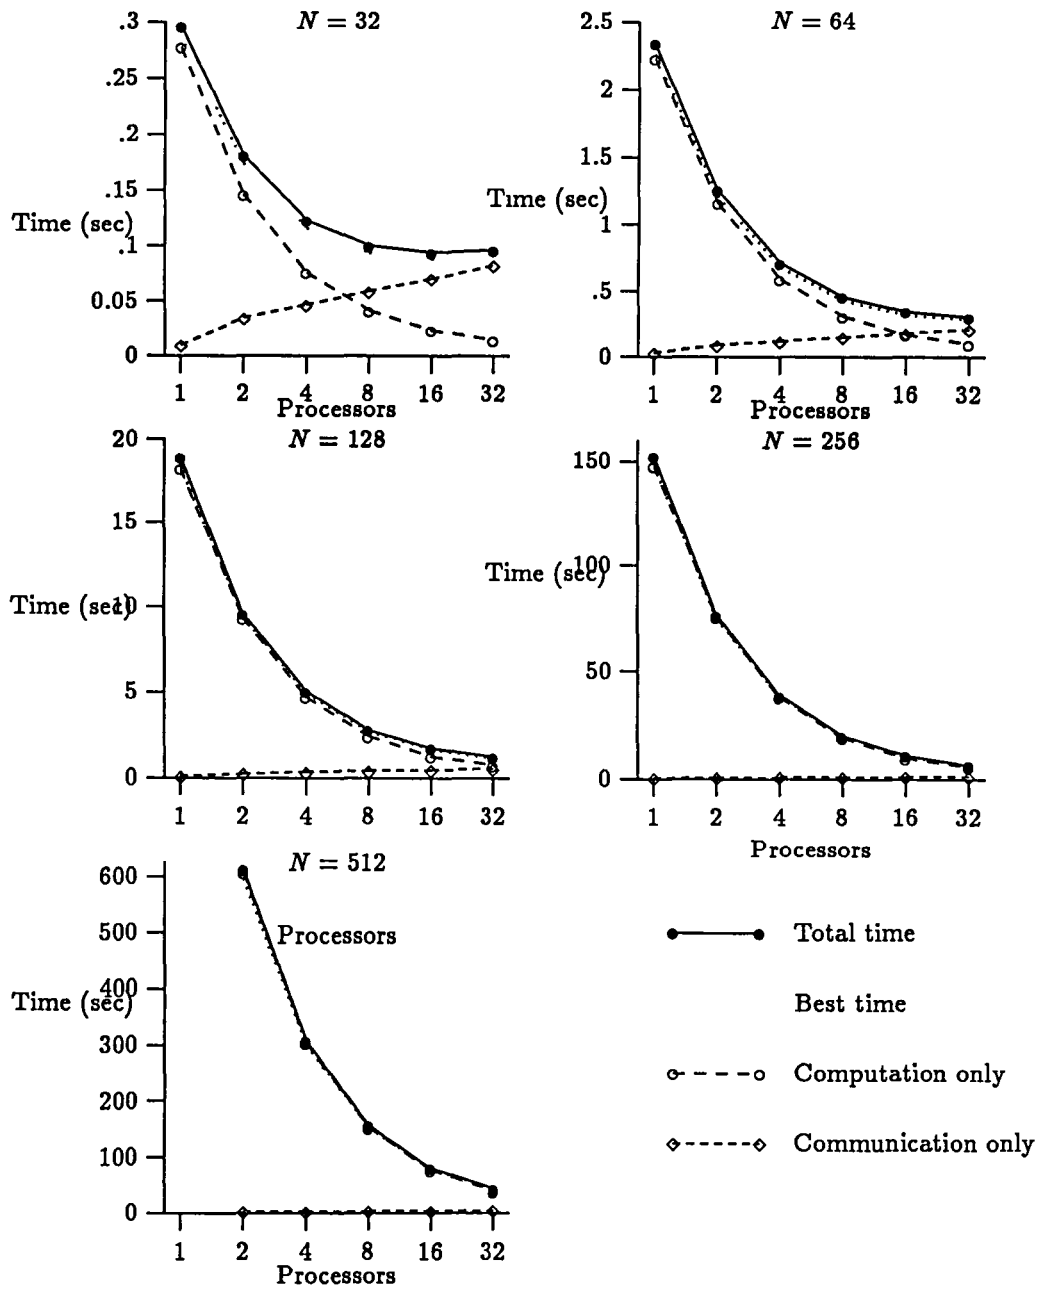 N = 32
.3
.25
.2
.15
.1
0.05
0
Time (sec)
1 2 4 8 16 32
Processors
N = 64
2.5
2
1.5
1
.5
0
Time (sec)
1 2 4 8 16 32
Processors
N = 128
20
15
10
5
0
Time (sec)
1 2 4 8 16 32
N = 256
150
100
50
0
Time (sec)
1 2 4 8 16 32
Processors
N = 512
600
500
400
300
200
100
0
Processors
Time (sec)
1 2 4 8 16 32
Processors
Total time
Best time
Computation only
Communication only